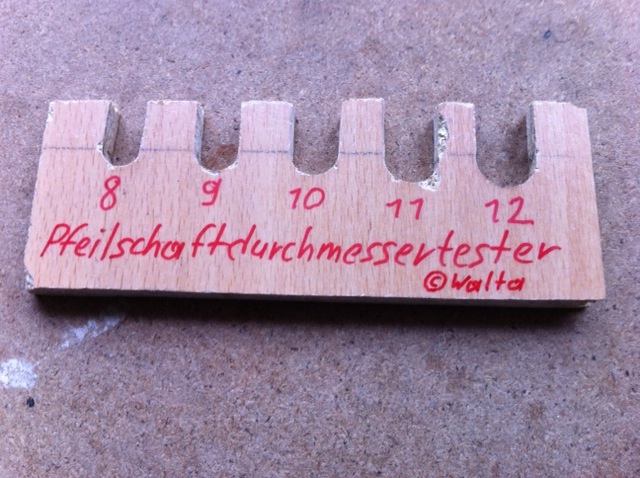 8 9 10 11 12
Pfeilschaftdurchmessertester
©Walta